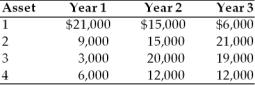 Asset Year 1 Year 2 Year 3
1 $21,000 $15,000 $6,000
2 9,000 15,000 21,000
3 3,000 20,000 19,000
4 6,000 12,000 12,000